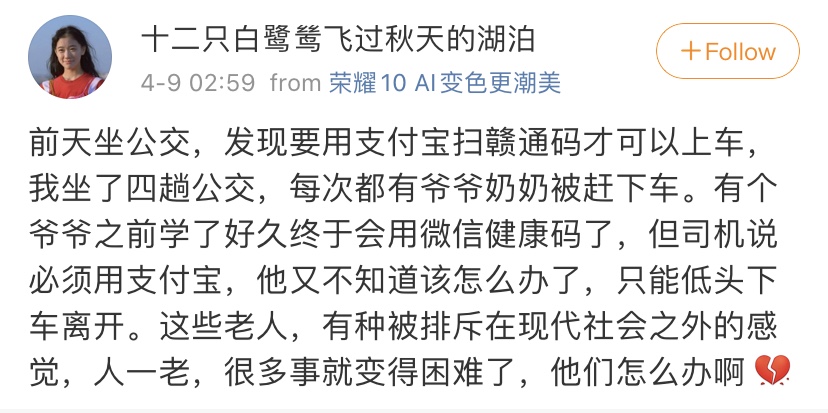 十二只白鹭鸶飞过秋天的湖泊
4-9 02:59 from 荣耀10 AI变色更潮美
+Follow
前天坐公交，发现要用支付宝扫赣通码才可以上车，
我坐了四趟公交，每次都有爷爷奶奶被赶下车。有个
爷爷之前学了好久终于会用微信健康码了，但司机说
必须用支付宝，他又不知道该怎么办了，只能低头下
车离开。这些老人，有种被排斥在现代社会之外的感
觉，人一老，很多事就变得困难了，他们怎么办啊 💔